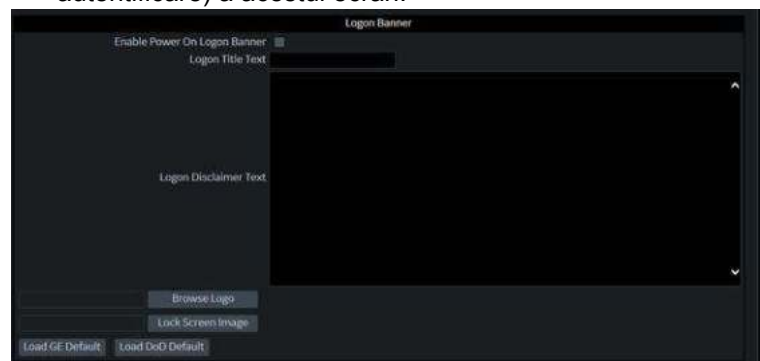 autentificare) a acestui ecran.
Logon Banner
Enable Power On Logon Banner
Logon Title Text
Logon Disclaimer Text
Browse Logo
Lock Screen Image
Load GE Default Load DoD Default